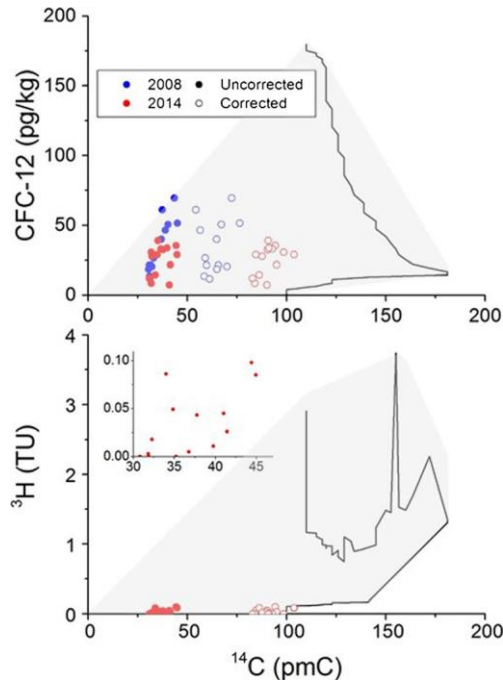 200
150
100
50
0
CFC-12 (pg/kg)
2008 Uncorrected
2014 Corrected
0 50 100 150 200
4
3
2
1
0
³H (TU)
0.10
0.05
0.00
30 35 40 45
0 50 100 150 200
¹⁴C (pmC)